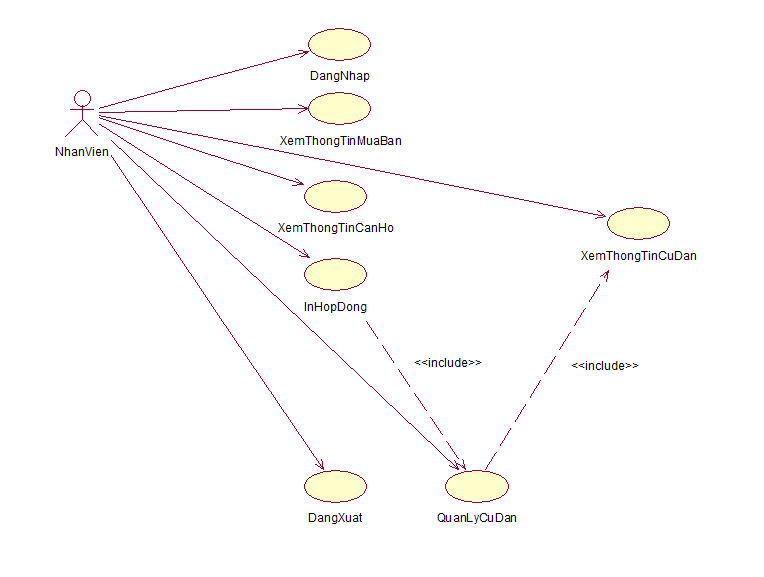 DangNhap
XemThongTinMuaBan
NhanVien
XemThongTinCanHo
XemThongTinCuDan
InHopDong
<<include>>
<<include>>
DangXuat
QuanLyCuDan